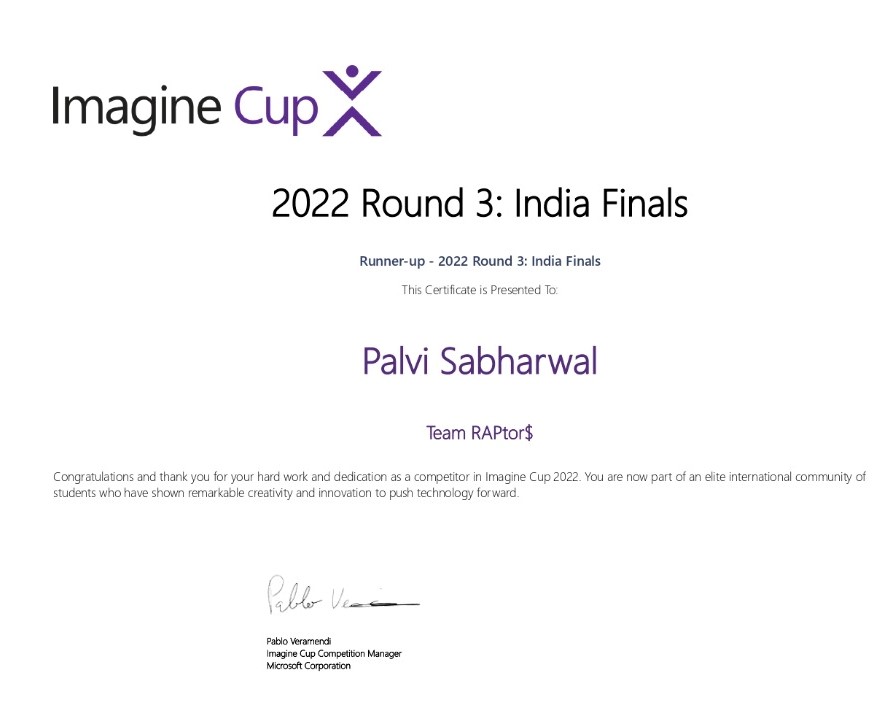 Imagine Cup
2022 Round 3: India Finals
Runner-up - 2022 Round 3: India Finals
This Certificate is Presented To:
Palvi Sabharwal
Team RAPtor$
Congratulations and thank you for your hard work and dedication as a competitor in Imagine Cup 2022. You are now part of an elite international community of
students who have shown remarkable creativity and innovation to push technology forward.
Pablo
Pablo Veramendi
Imagine Cup Competition Manager
Microsoft Corporation